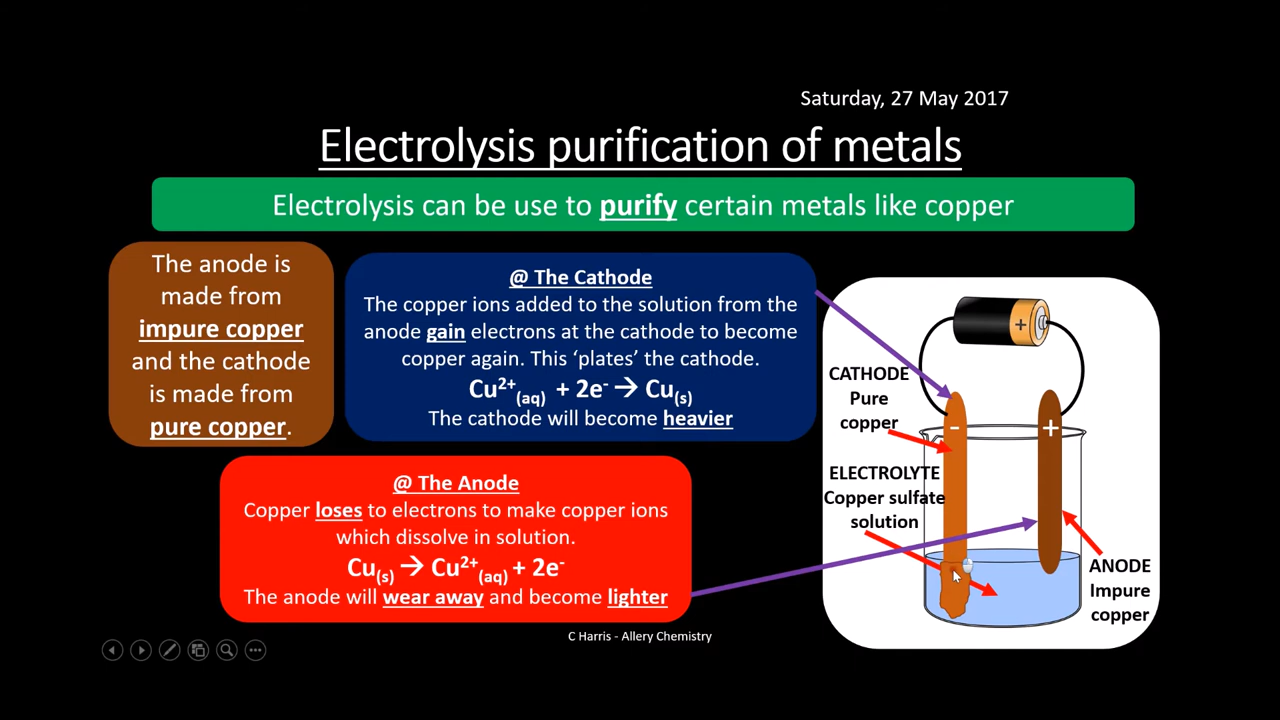 Saturday, 27 May 2017
Electrolysis purification of metals
Electrolysis can be use to purify certain metals like copper
The anode is
made from
impure copper
and the cathode
is made from
pure copper.
@ The Cathode
The copper ions added to the solution from the
anode gain electrons at the cathode to become
copper again. This ‘plates’ the cathode.
Cu²⁺(aq) + 2e⁻ → Cu(s)
The cathode will become heavier
@ The Anode
Copper loses to electrons to make copper ions
which dissolve in solution.
Cu(s) → Cu²⁺(aq) + 2e⁻
The anode will wear away and become lighter
+
CATHODE
Pure
copper
-
+
ELECTROLYTE
Copper sulfate
solution
ANODE
Impure
copper
C Harris - Allery Chemistry